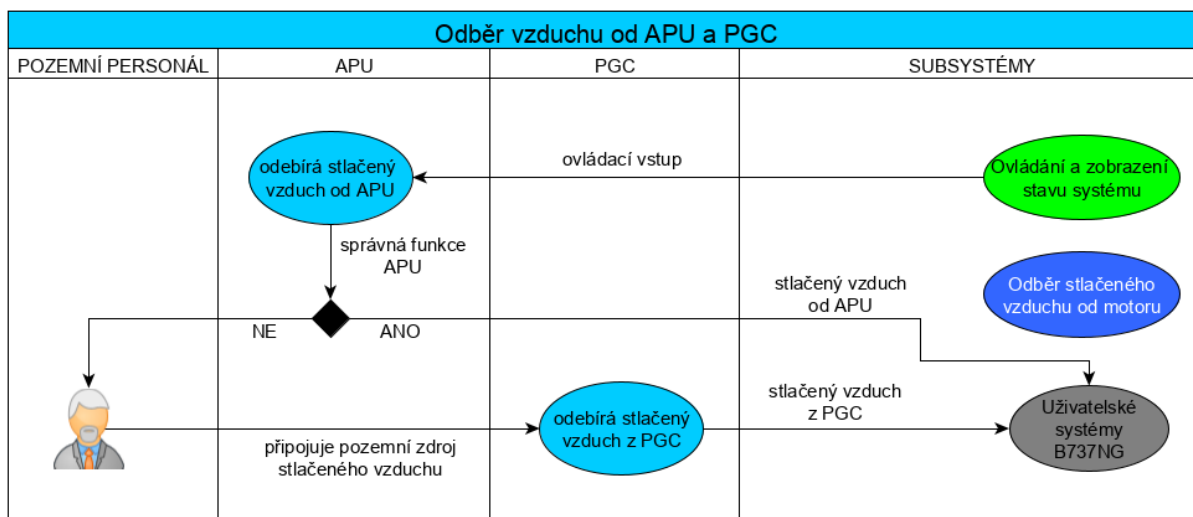 Odběr vzduchu od APU a PGC
POZEMNÍ PERSONÁL
APU
PGC
SUBSYSTÉMY
odebírá stlačený
vzduch od APU
ovládací vstup
Ovládání a zobrazení
stavu systému
správná funkce
APU
stlačený vzduch
od APU
Odběr stlačeného
vzduchu od motoru
NE
ANO
připojuje pozemní zdroj
stlačeného vzduchu
odebírá stlačený
vzduch z PGC
stlačený vzduch
z PGC
Uživatelské
systémy
B737NG